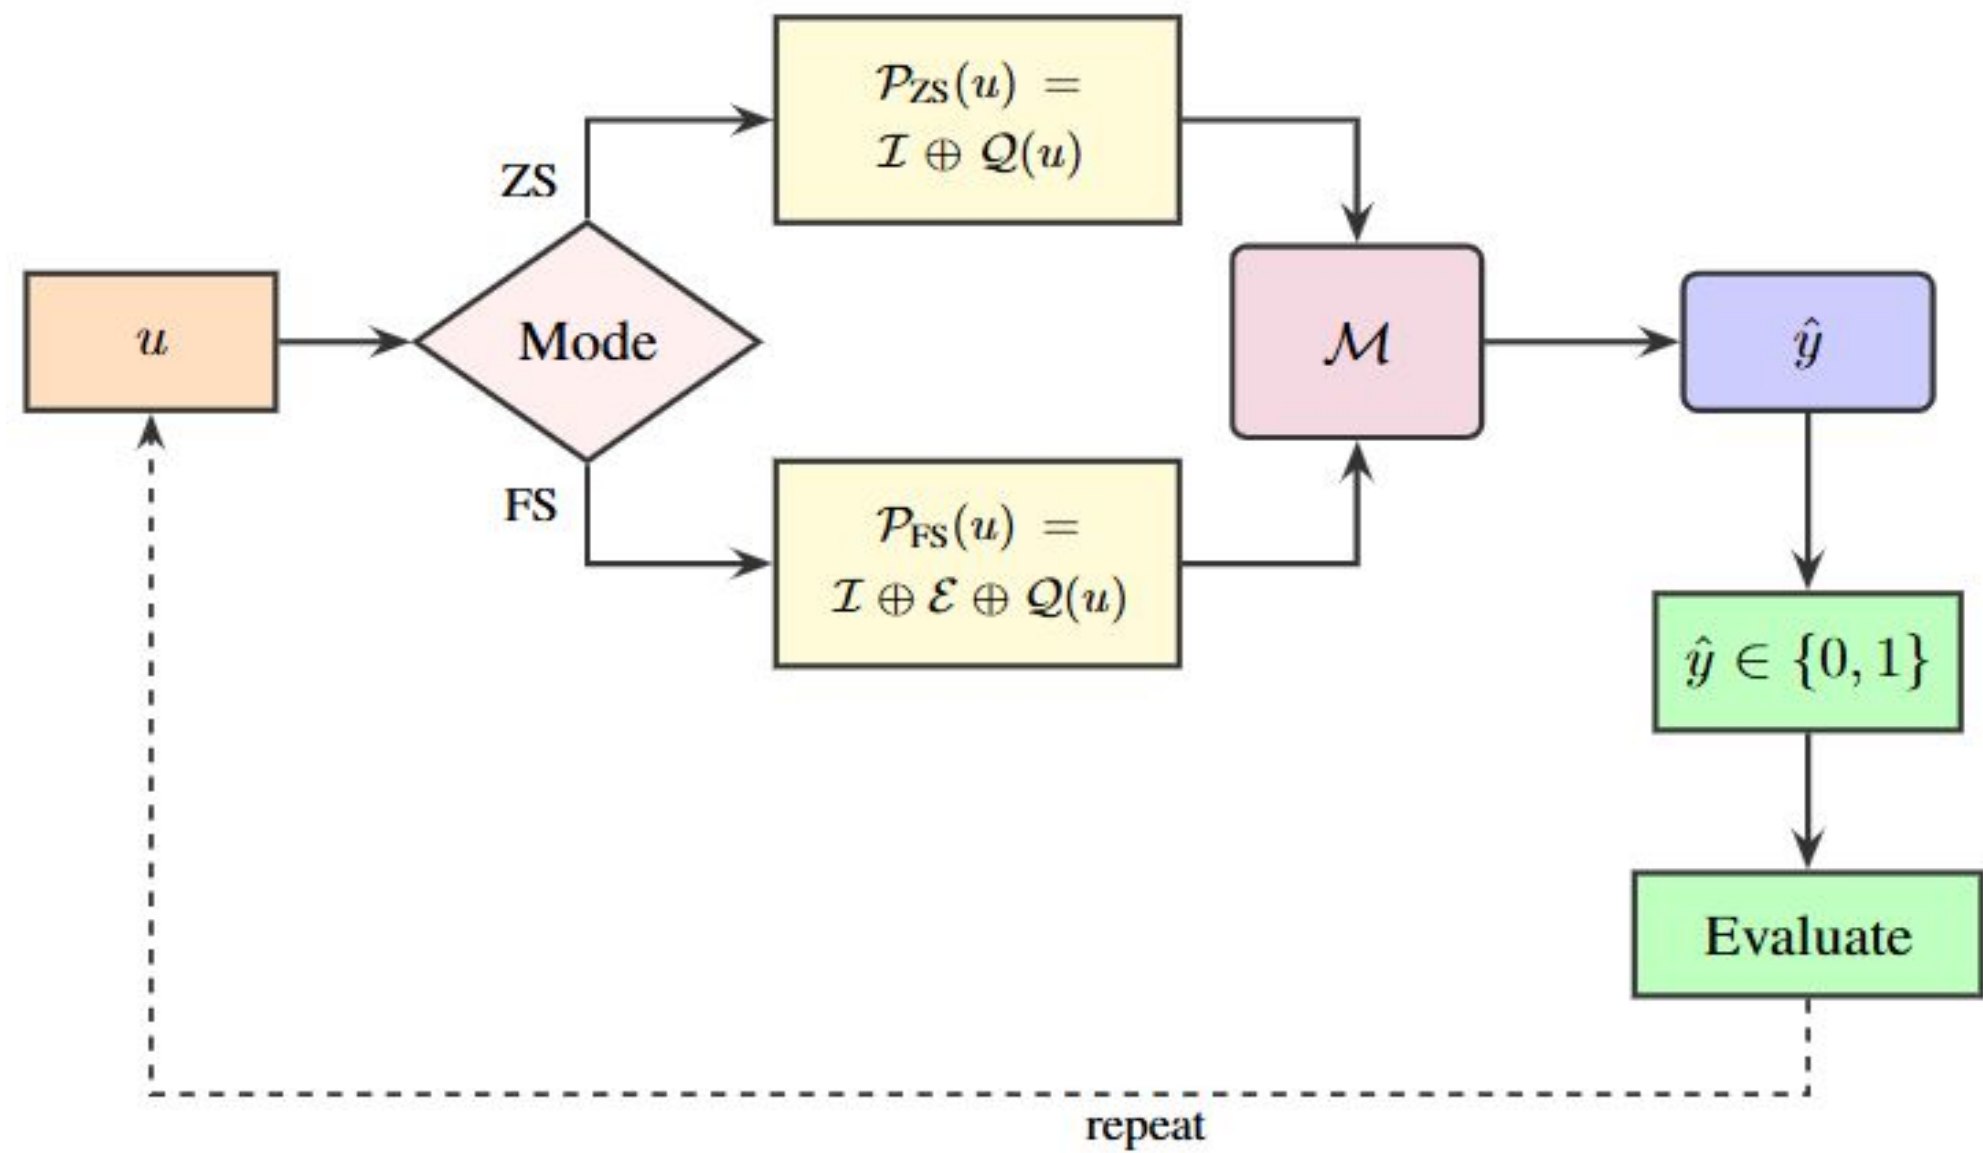 𝒫ZS(u) =
ℐ ⊕ 𝒬(u)
ZS
u
Mode
ℳ
ŷ
FS
𝒫FS(u) =
ℐ ⊕ ℰ ⊕ 𝒬(u)
ŷ ∈ {0, 1}
Evaluate
repeat